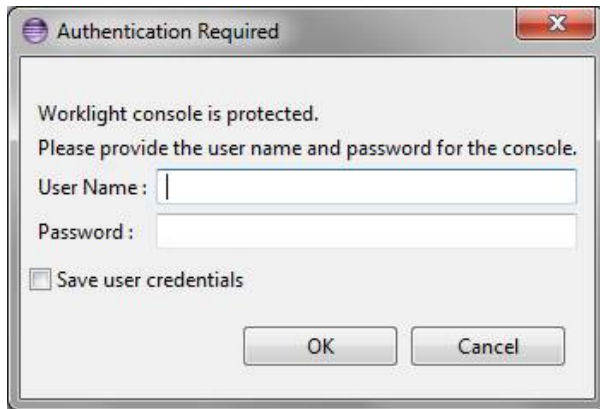 Authentication Required
Worklight console is protected.
Please provide the user name and password for the console.
User Name :
Password :
Save user credentials
OK Cancel